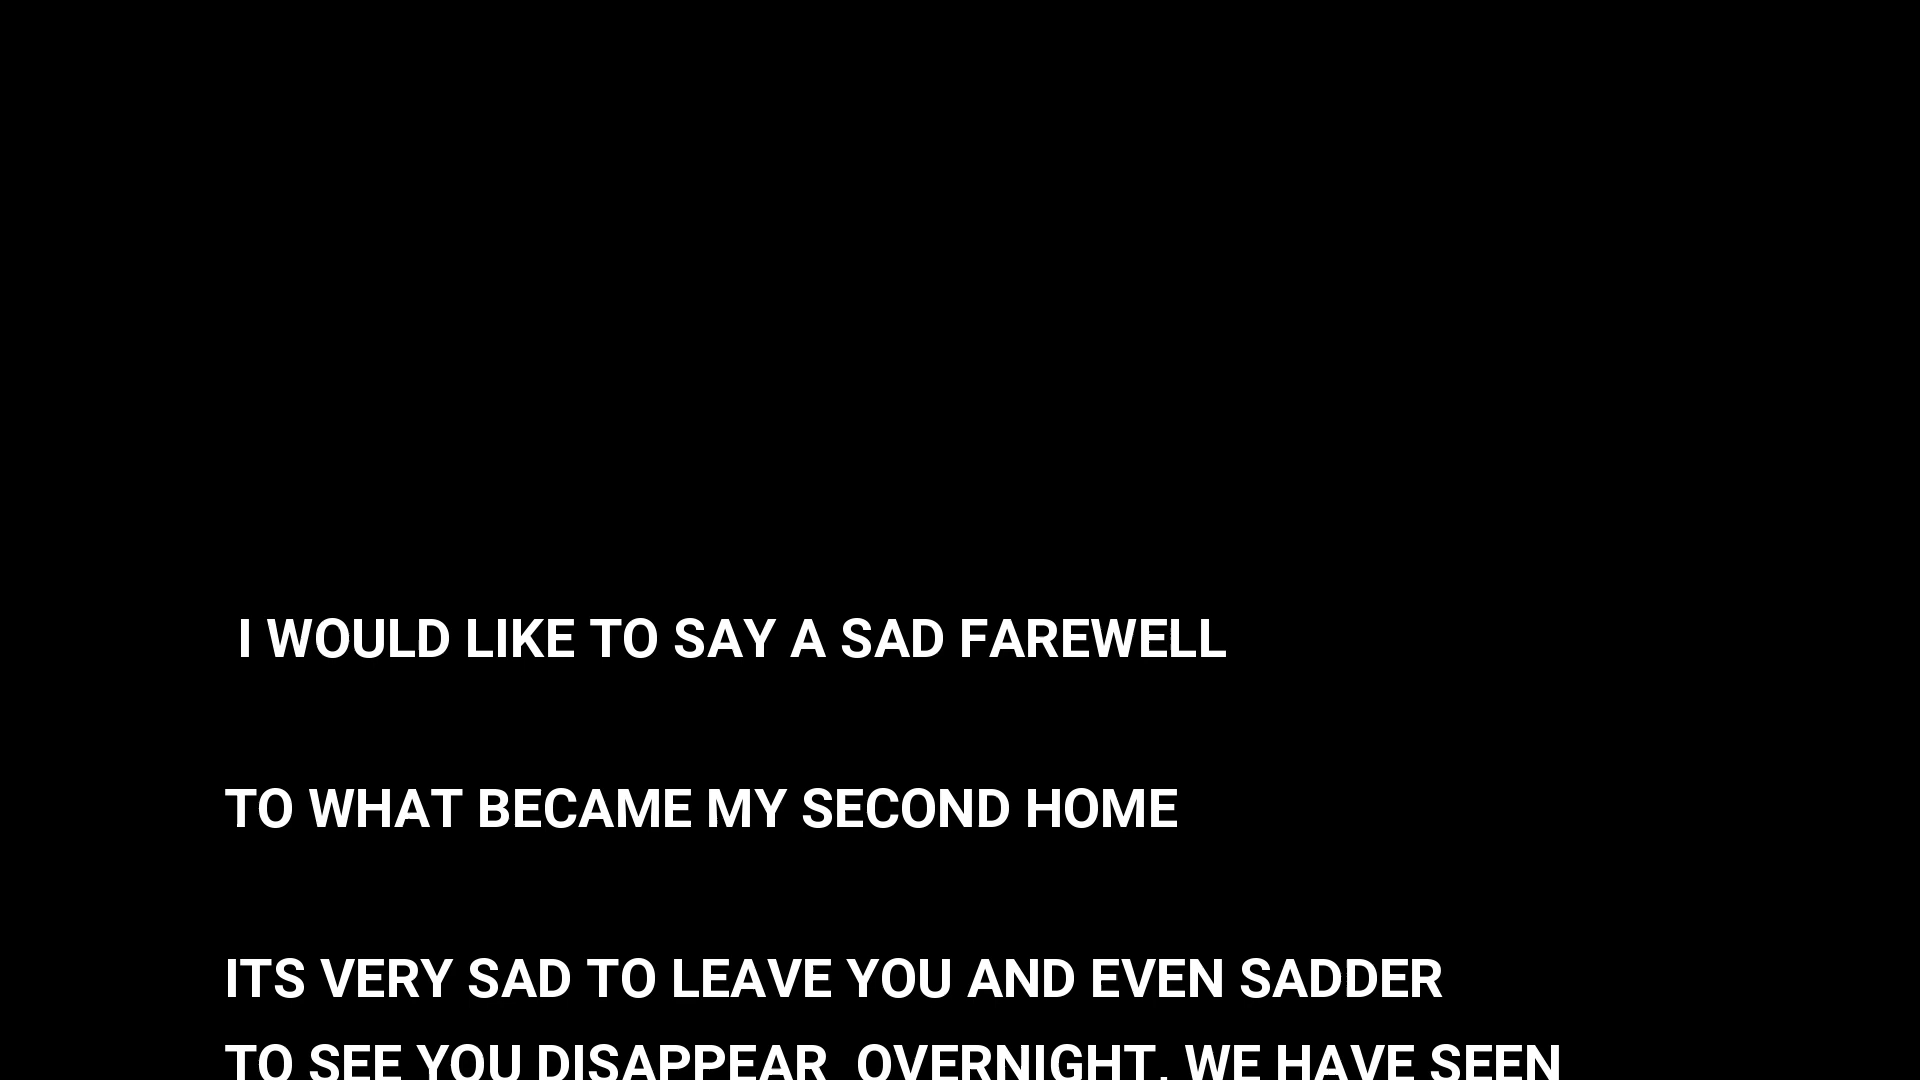 I WOULD LIKE TO SAY A SAD FAREWELL
TO WHAT BECAME MY SECOND HOME
ITS VERY SAD TO LEAVE YOU AND EVEN SADDER
TO SEE YOU DISAPPEAR  OVERNIGHT. WE HAVE SEEN